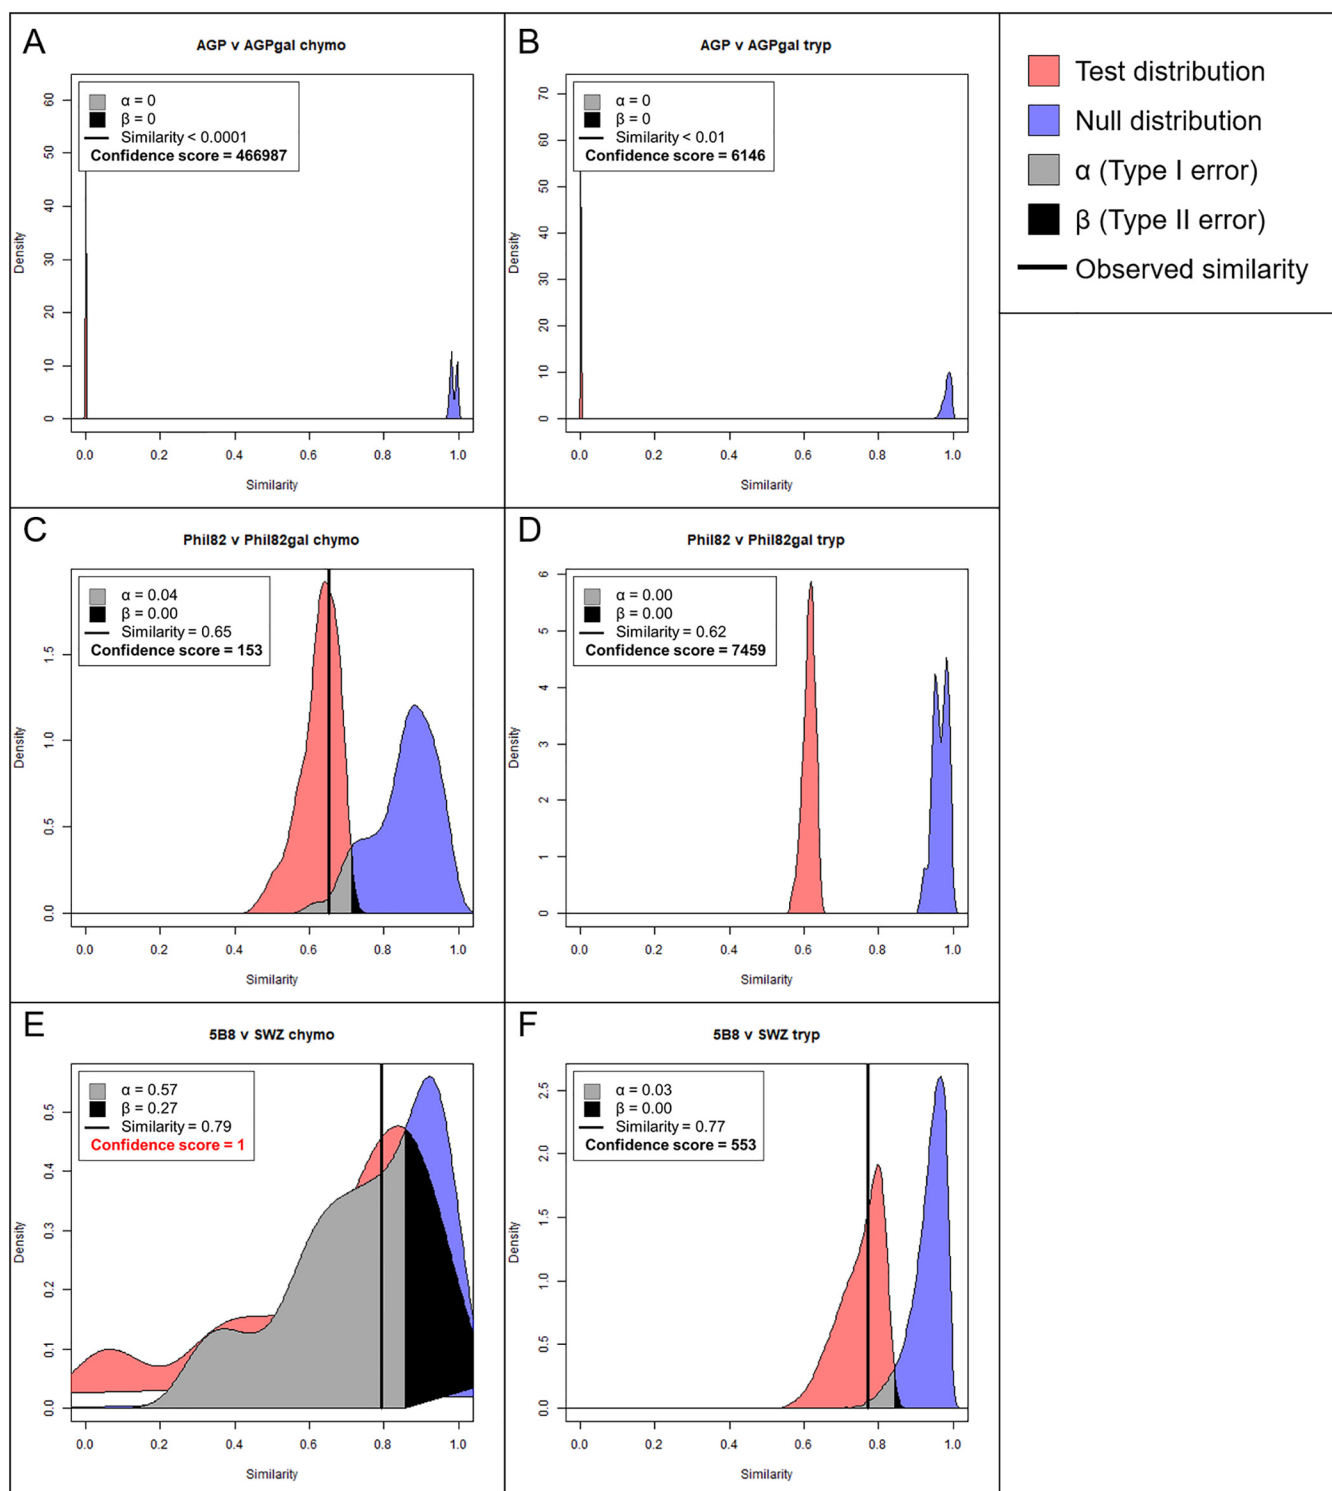 A
AGP v AGPgal chymo
α = 0
β = 0
Similarity < 0.0001
Confidence score = 466987
Density
0 10 20 30 40 50 60
0.0 0.2 0.4 0.6 0.8 1.0
Similarity
B
AGP v AGPgal tryp
α = 0
β = 0
Similarity < 0.01
Confidence score = 6146
Density
0 10 20 30 40 50 60 70
0.0 0.2 0.4 0.6 0.8 1.0
Similarity
Test distribution
Null distribution
α (Type I error)
β (Type II error)
Observed similarity
C
Phil82 v Phil82gal chymo
α = 0.04
β = 0.00
Similarity = 0.65
Confidence score = 153
Density
0.0 0.5 1.0 1.5
0.0 0.2 0.4 0.6 0.8 1.0
Similarity
D
Phil82 v Phil82gal tryp
α = 0.00
β = 0.00
Similarity = 0.62
Confidence score = 7459
Density
0 1 2 3 4 5 6
0.0 0.2 0.4 0.6 0.8 1.0
Similarity
E
5B8 v SWZ chymo
α = 0.57
β = 0.27
Similarity = 0.79
Confidence score = 1
Density
0.0 0.1 0.2 0.3 0.4 0.5
0.0 0.2 0.4 0.6 0.8 1.0
Similarity
F
5B8 v SWZ tryp
α = 0.03
β = 0.00
Similarity = 0.77
Confidence score = 553
Density
0.0 0.5 1.0 1.5 2.0 2.5
0.0 0.2 0.4 0.6 0.8 1.0
Similarity